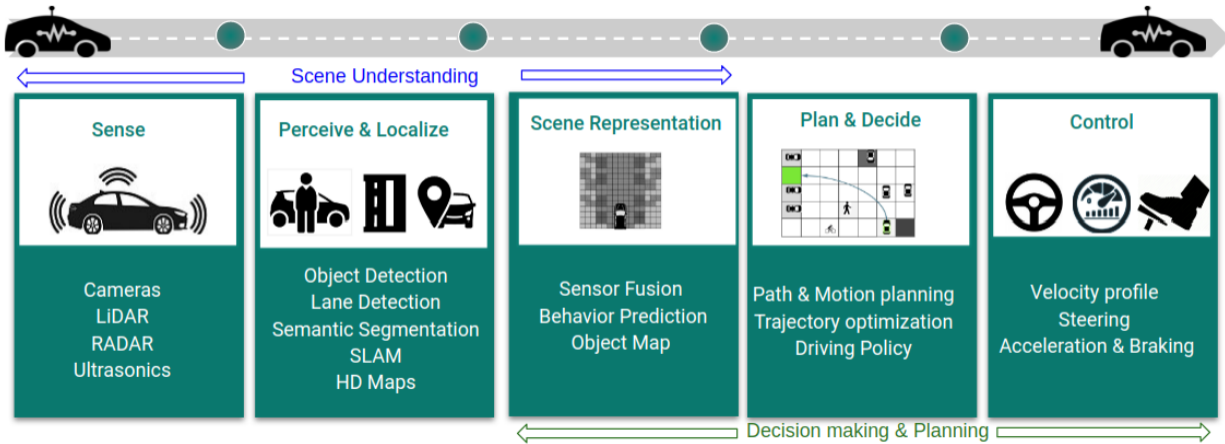 Scene Understanding
Sense
Cameras
LiDAR
RADAR
Ultrasonics
Perceive & Localize
Object Detection
Lane Detection
Semantic Segmentation
SLAM
HD Maps
Scene Representation
Sensor Fusion
Behavior Prediction
Object Map
Plan & Decide
Path & Motion planning
Trajectory optimization
Driving Policy
Control
Velocity profile
Steering
Acceleration & Braking
Decision making & Planning